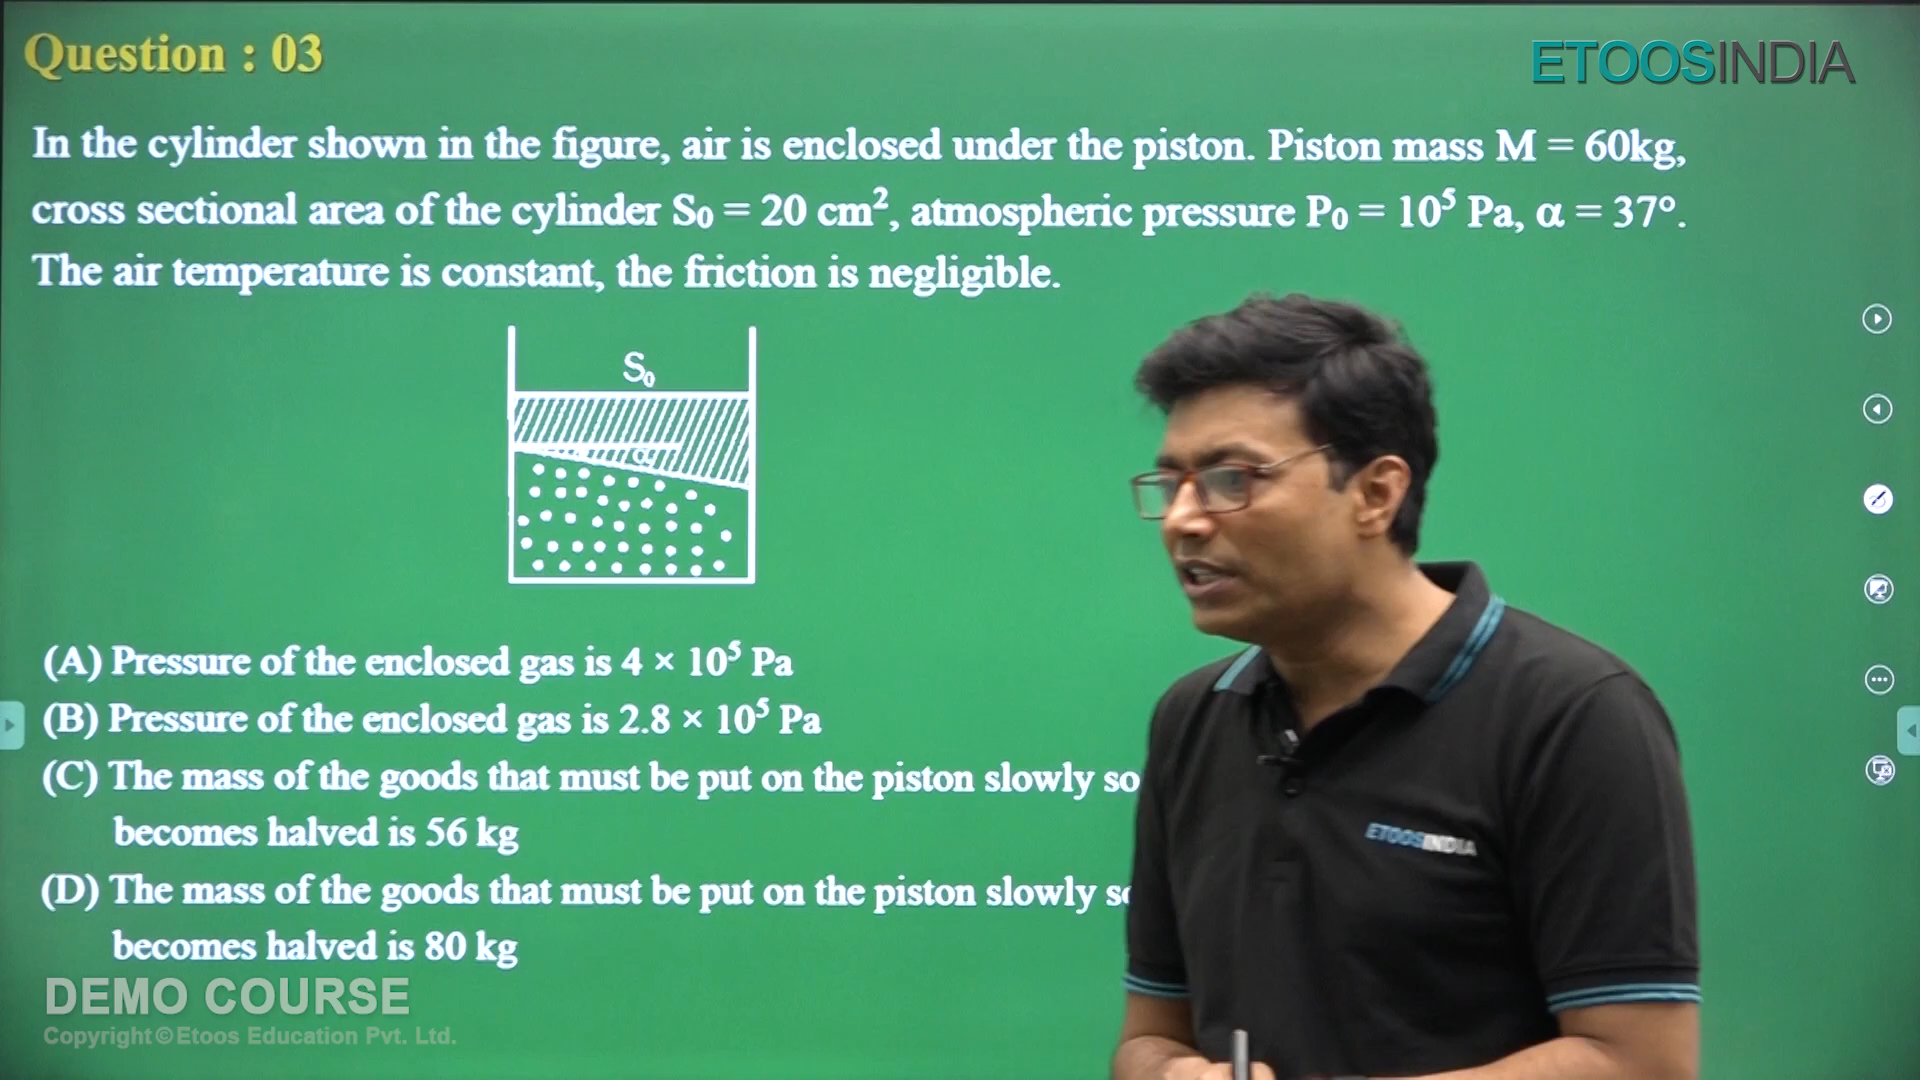 Question : 03
ETOOSINDIA
In the cylinder shown in the figure, air is enclosed under the piston. Piston mass M = 60kg,
cross sectional area of the cylinder S₀ = 20 cm², atmospheric pressure P₀ = 10⁵ Pa, α = 37°.
The air temperature is constant, the friction is negligible.
S₀
α
(A) Pressure of the enclosed gas is 4 × 10⁵ Pa
(B) Pressure of the enclosed gas is 2.8 × 10⁵ Pa
(C) The mass of the goods that must be put on the piston slowly so
becomes halved is 56 kg
ETOOSINDIA
(D) The mass of the goods that must be put on the piston slowly so
becomes halved is 80 kg
DEMO COURSE
Copyright © Etoos Education Pvt. Ltd.